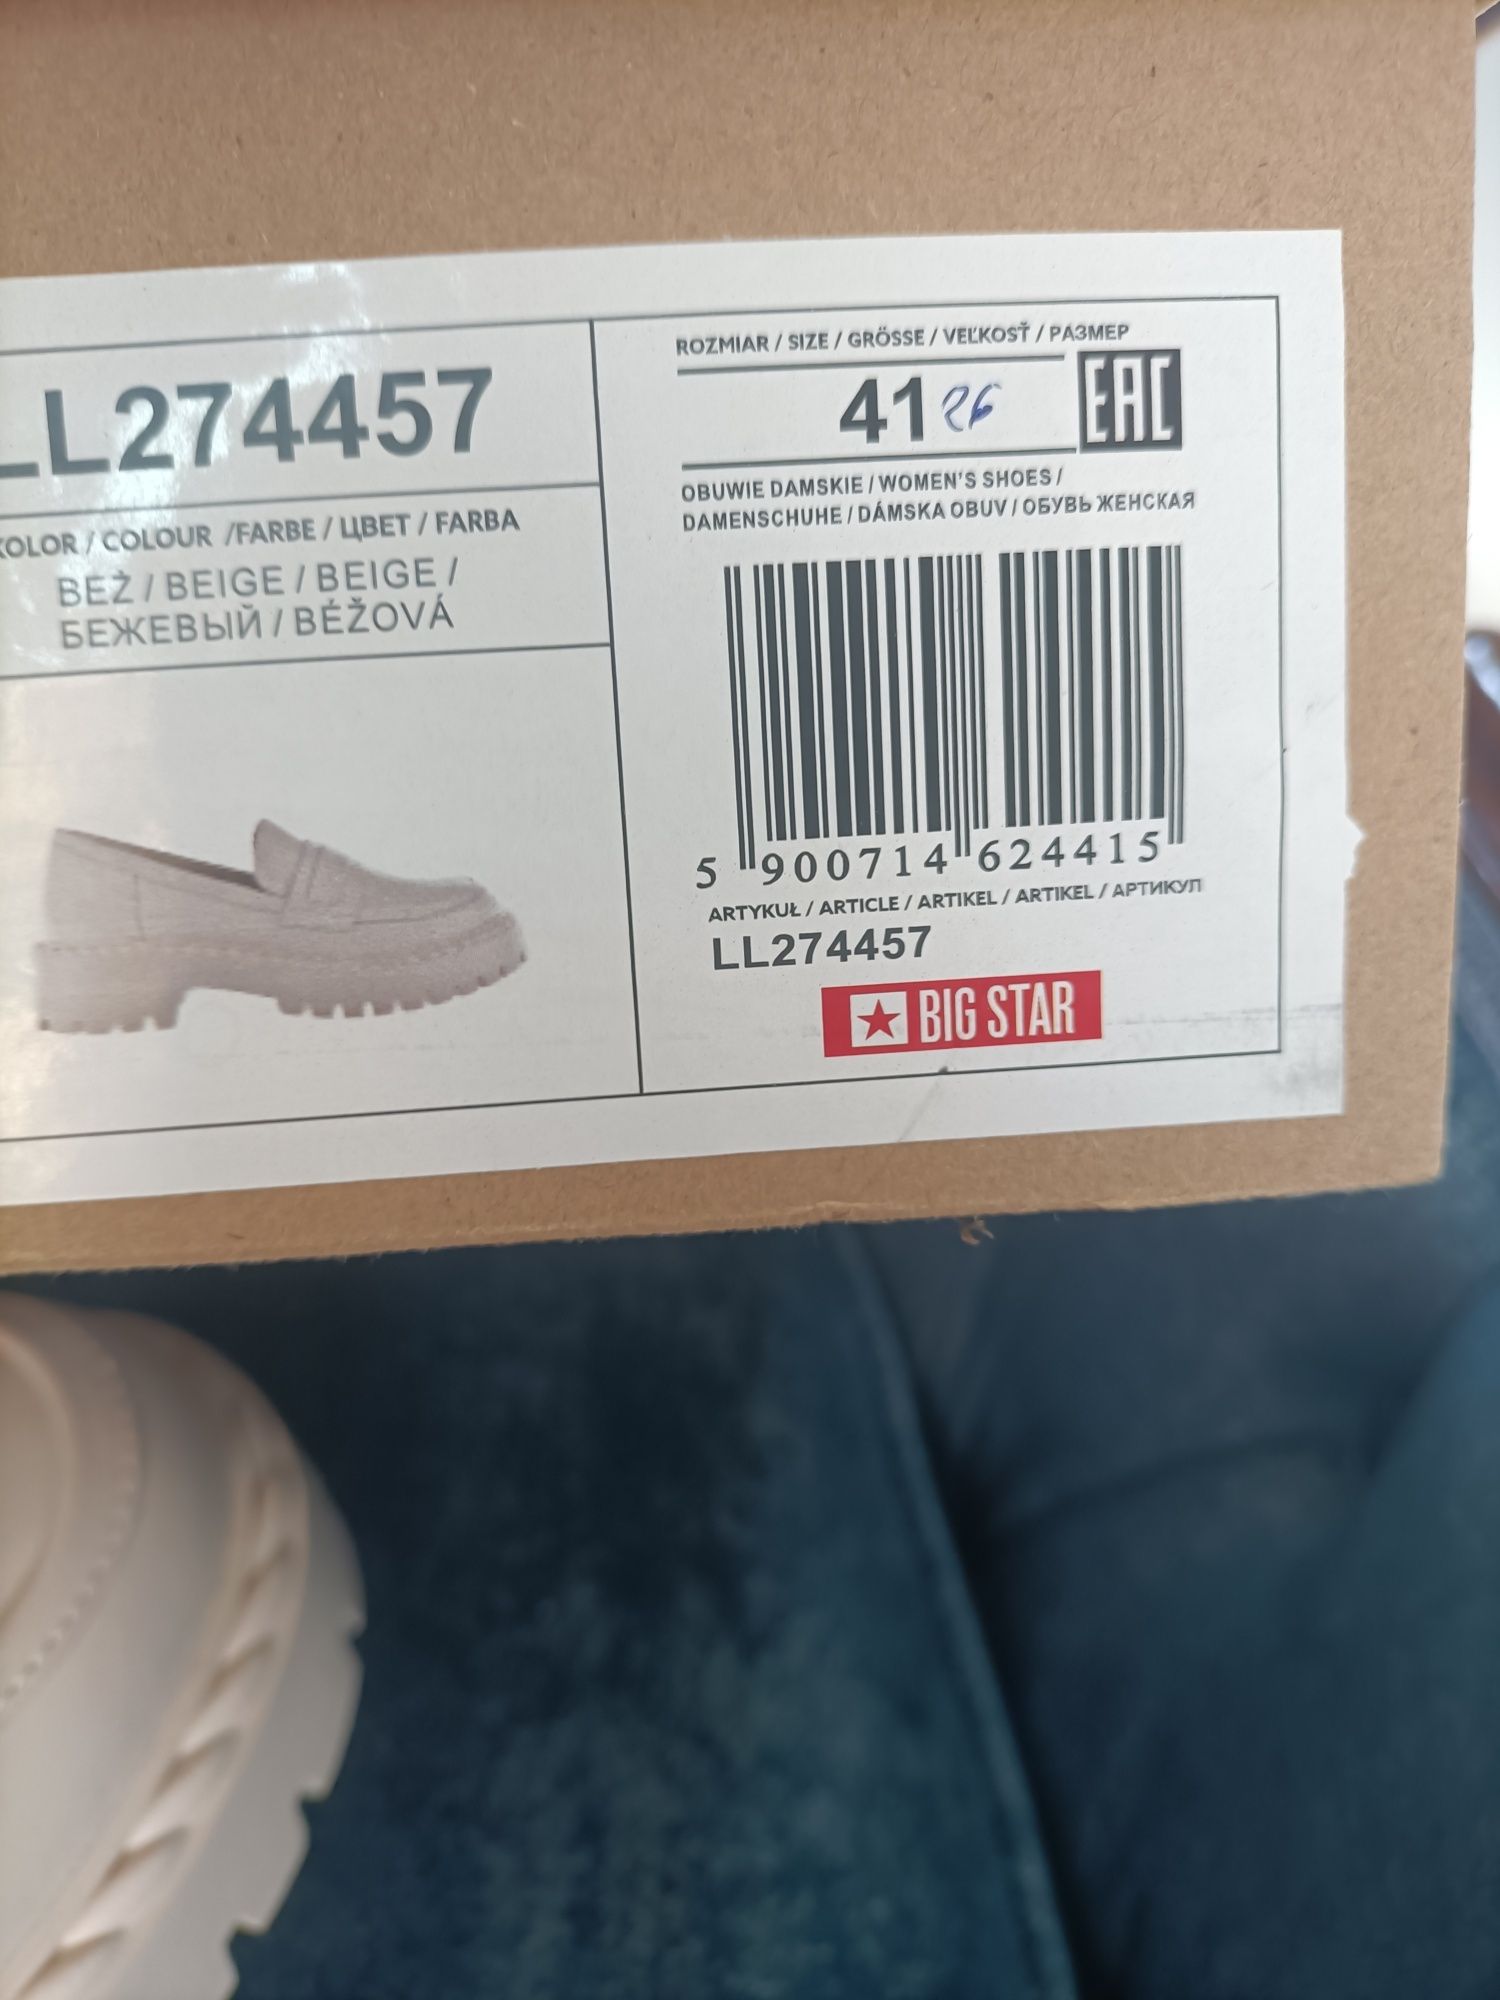 LL274457
KOLOR / COLOUR /FARBE / ЦВЕТ / FARBA
BEŻ / BEIGE / BEIGE /
БЕЖЕВЫЙ / BÉŽOVÁ
ROZMIAR / SIZE / GRÖSSE / VEĽKOSŤ / РАЗМЕР
41 26
EAC
OBUWIE DAMSKIE / WOMEN'S SHOES /
DAMENSCHUHE / DÁMSKA OBUV / ОБУВЬ ЖЕНСКАЯ
5 900714 624415
ARTYKUŁ / ARTICLE / ARTIKEL / ARTIKEL / АРТИКУЛ
LL274457
BIG STAR